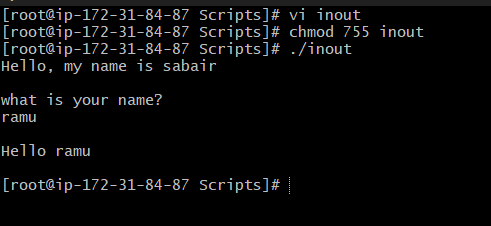 [root@ip-172-31-84-87 Scripts]# vi inout
[root@ip-172-31-84-87 Scripts]# chmod 755 inout
[root@ip-172-31-84-87 Scripts]# ./inout
Hello, my name is sabair
what is your name?
ramu
Hello ramu
[root@ip-172-31-84-87 Scripts]#